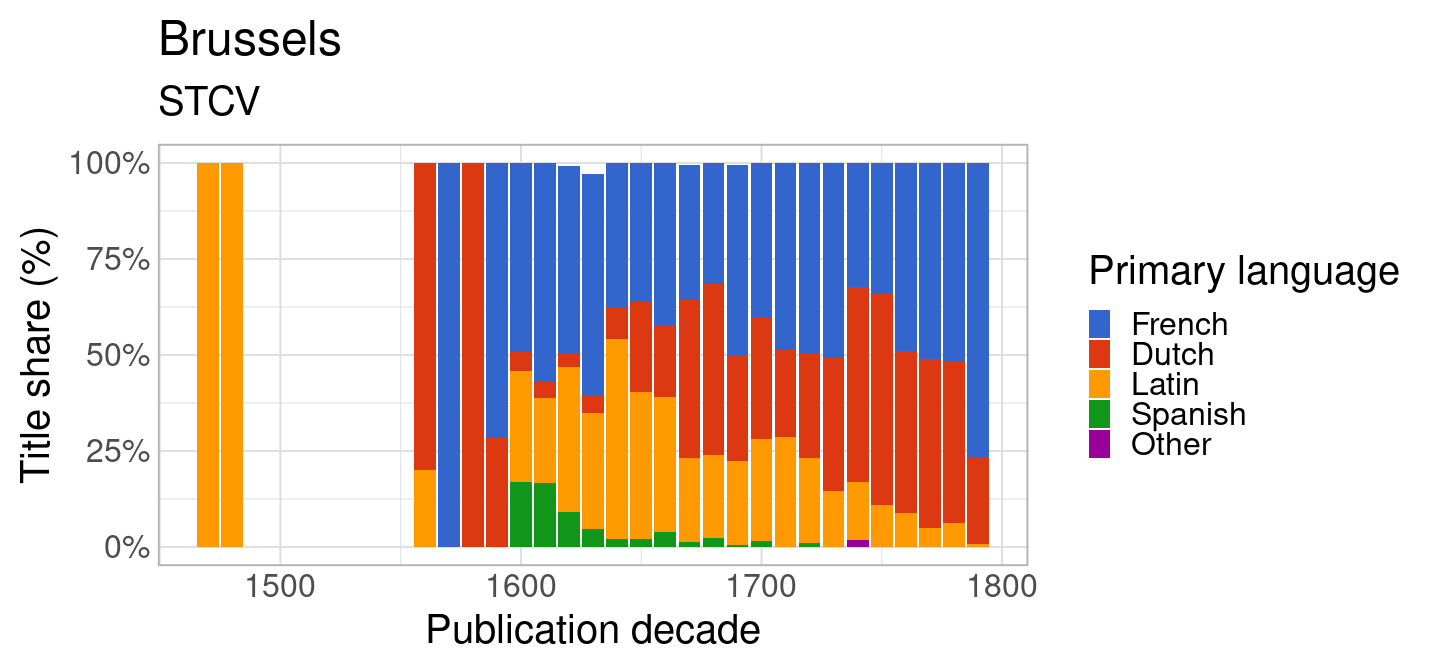 Brussels
STCV
Title share (%)
100%
75%
50%
25%
0%
1500 1600 1700 1800
Publication decade
Primary language
French
Dutch
Latin
Spanish
Other